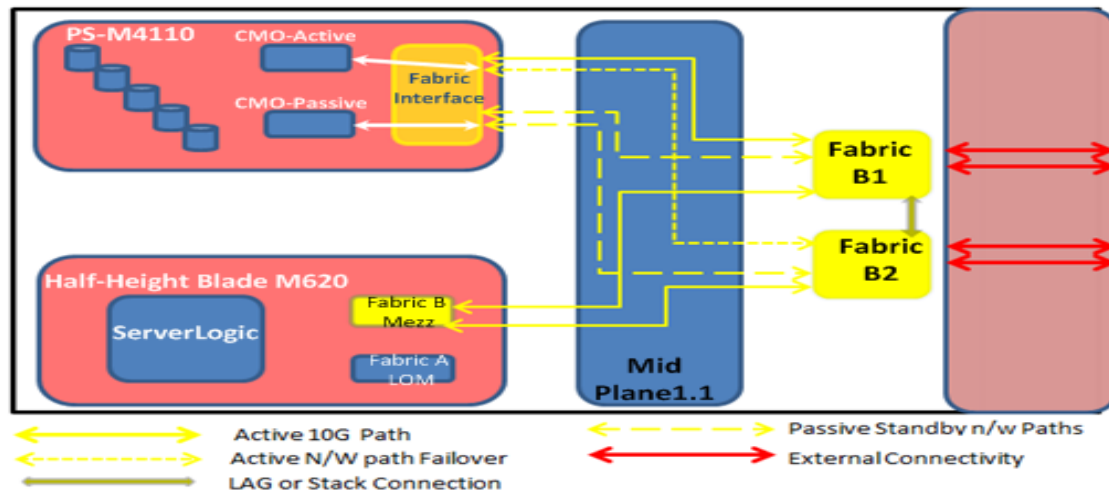 PS-M4110
CMO-Active
CMO-Passive
Fabric
Interface
Fabric
B1
Fabric
B2
Half-Height Blade M620
ServerLogic
Fabric B
Mezz
Fabric A
LOM
Mid
Plane1.1
Active 10G Path
Active N/W path Failover
LAG or Stack Connection
Passive Standby n/w Paths
External Connectivity